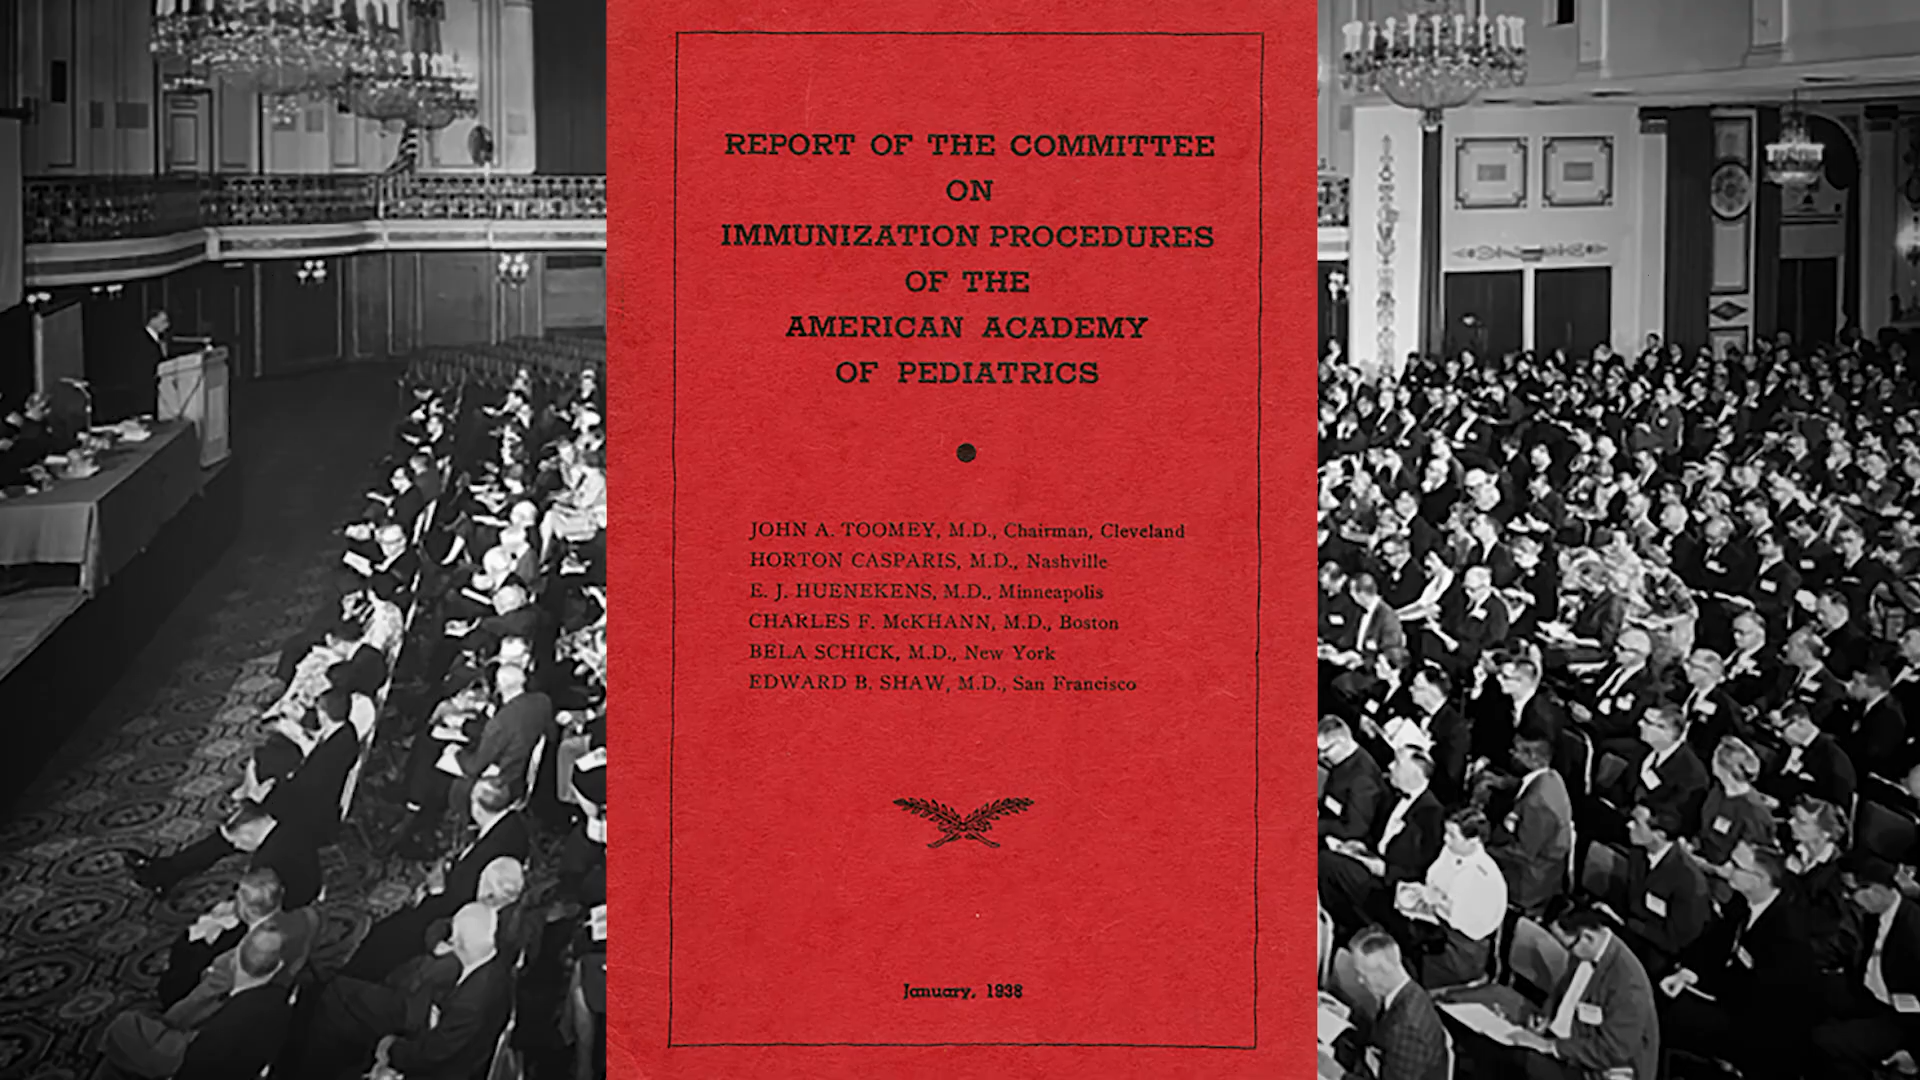 REPORT OF THE COMMITTEE
ON
IMMUNIZATION PROCEDURES
OF THE
AMERICAN ACADEMY
OF PEDIATRICS
JOHN A. TOOMEY, M.D., Chairman, Cleveland
HORTON CASPARIS, M.D., Nashville
E. J. HUENEKENS, M.D., Minneapolis
CHARLES F. McKHANN, M.D., Boston
BELA SCHICK, M.D., New York
EDWARD B. SHAW, M.D., San Francisco
January, 1938